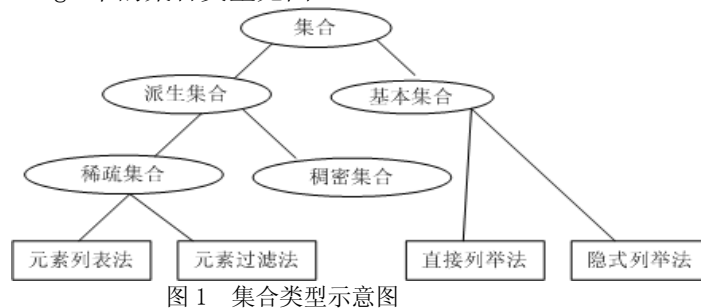 集合
派生集合
基本集合
稀疏集合
稠密集合
元素列表法
元素过滤法
直接列举法
隐式列举法
图 1 集合类型示意图